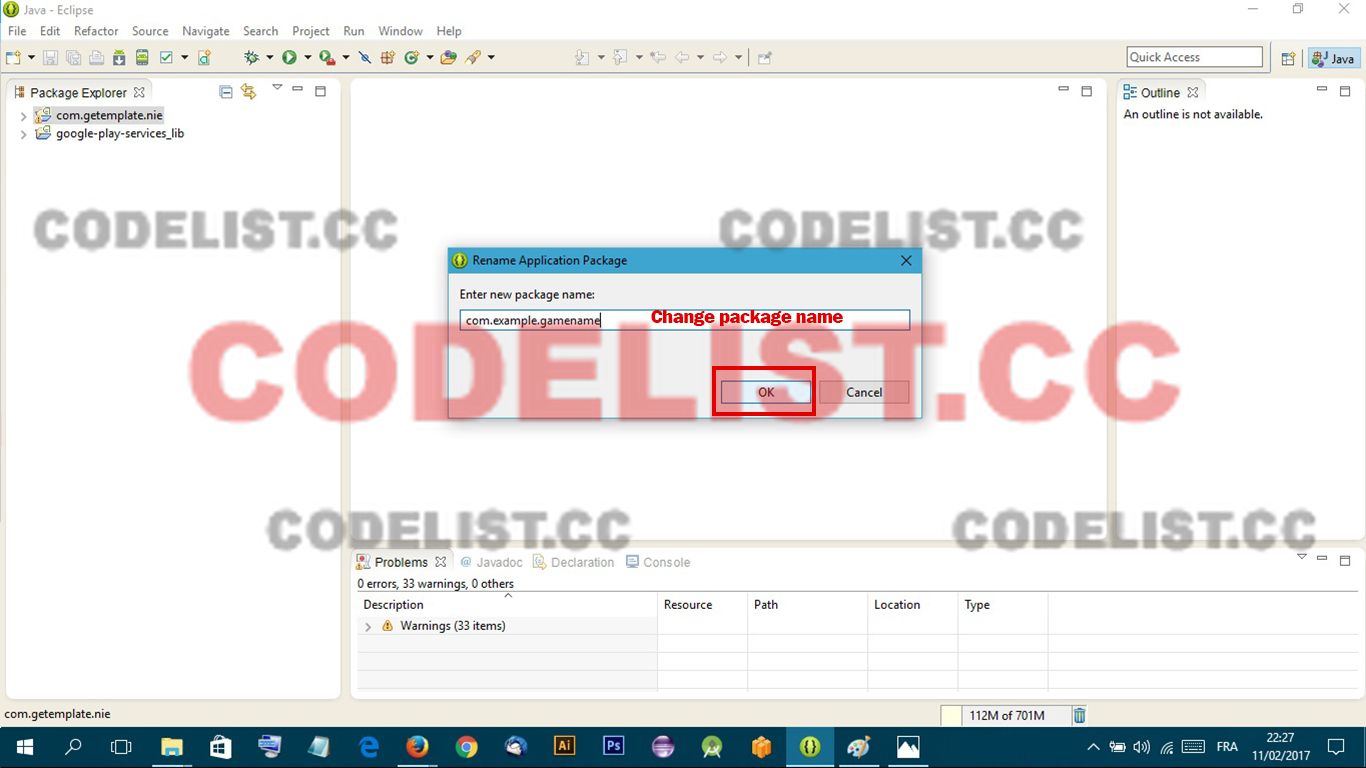 Java - Eclipse
File Edit Refactor Source Navigate Search Project Run Window Help
Quick Access
Java
Package Explorer
com.getemplate.nie
google-play-services_lib
Outline
An outline is not available.
CODELIST.CC
CODELIST.CC
Rename Application Package
Enter new package name:
com.example.gamename
Change package name
CODELIST.CC
OK Cancel
CODELIST.CC
CODELIST.CC
Problems @ Javadoc Declaration Console
0 errors, 33 warnings, 0 others
Description Resource Path Location Type
Warnings (33 items)
com.getemplate.nie
112M of 701M
Ai Ps
FRA
22:27
11/02/2017